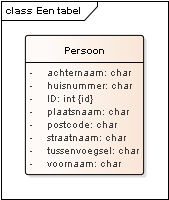 class Een tabel
Persoon
- achternaam: char
- huisnummer: char
- ID: int {id}
- plaatsnaam: char
- postcode: char
- straatnaam: char
- tussenvoegsel: char
- voornaam: char